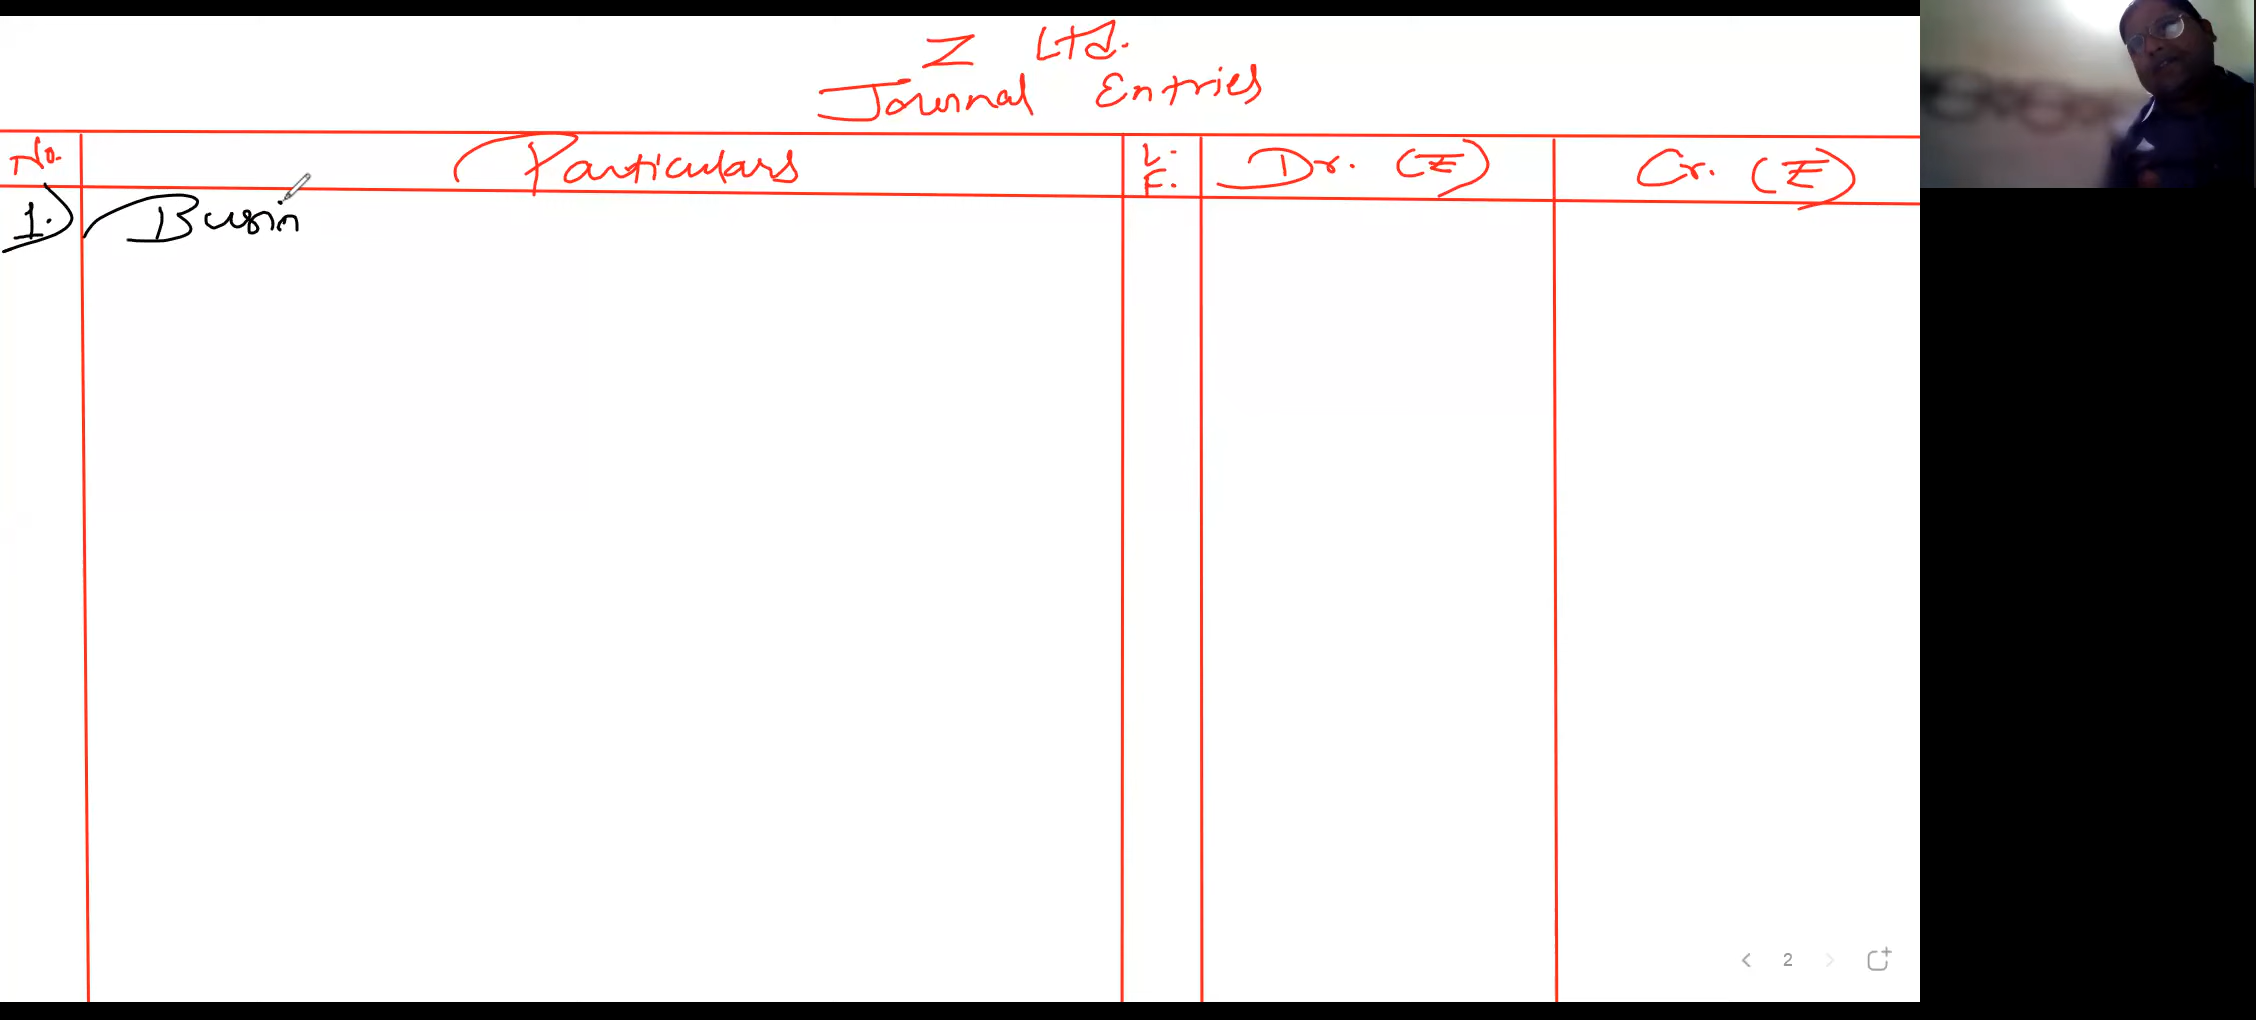 Z Ltd.
Journal Entries
No. Particulars L.F. Dr. (₹) Cr. (₹)
1. Busin
2